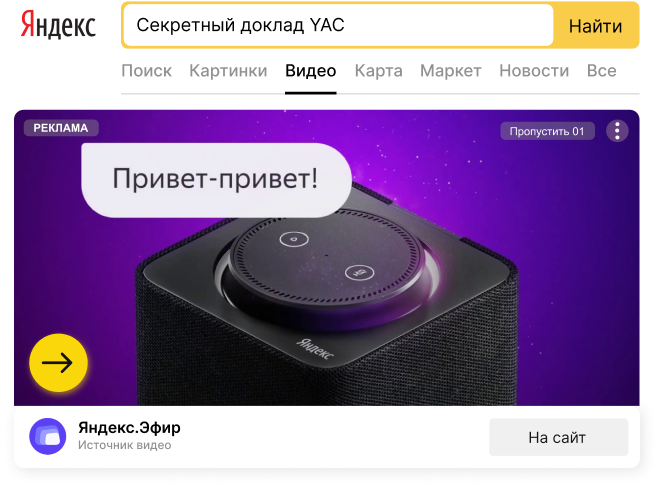 Яндекс
Секретный доклад YAC
Найти
Поиск Картинки Видео Карта Маркет Новости Все
РЕКЛАМА
Пропустить 01
Привет-привет!
Яндекс
Яндекс.Эфир
Источник видео
На сайт